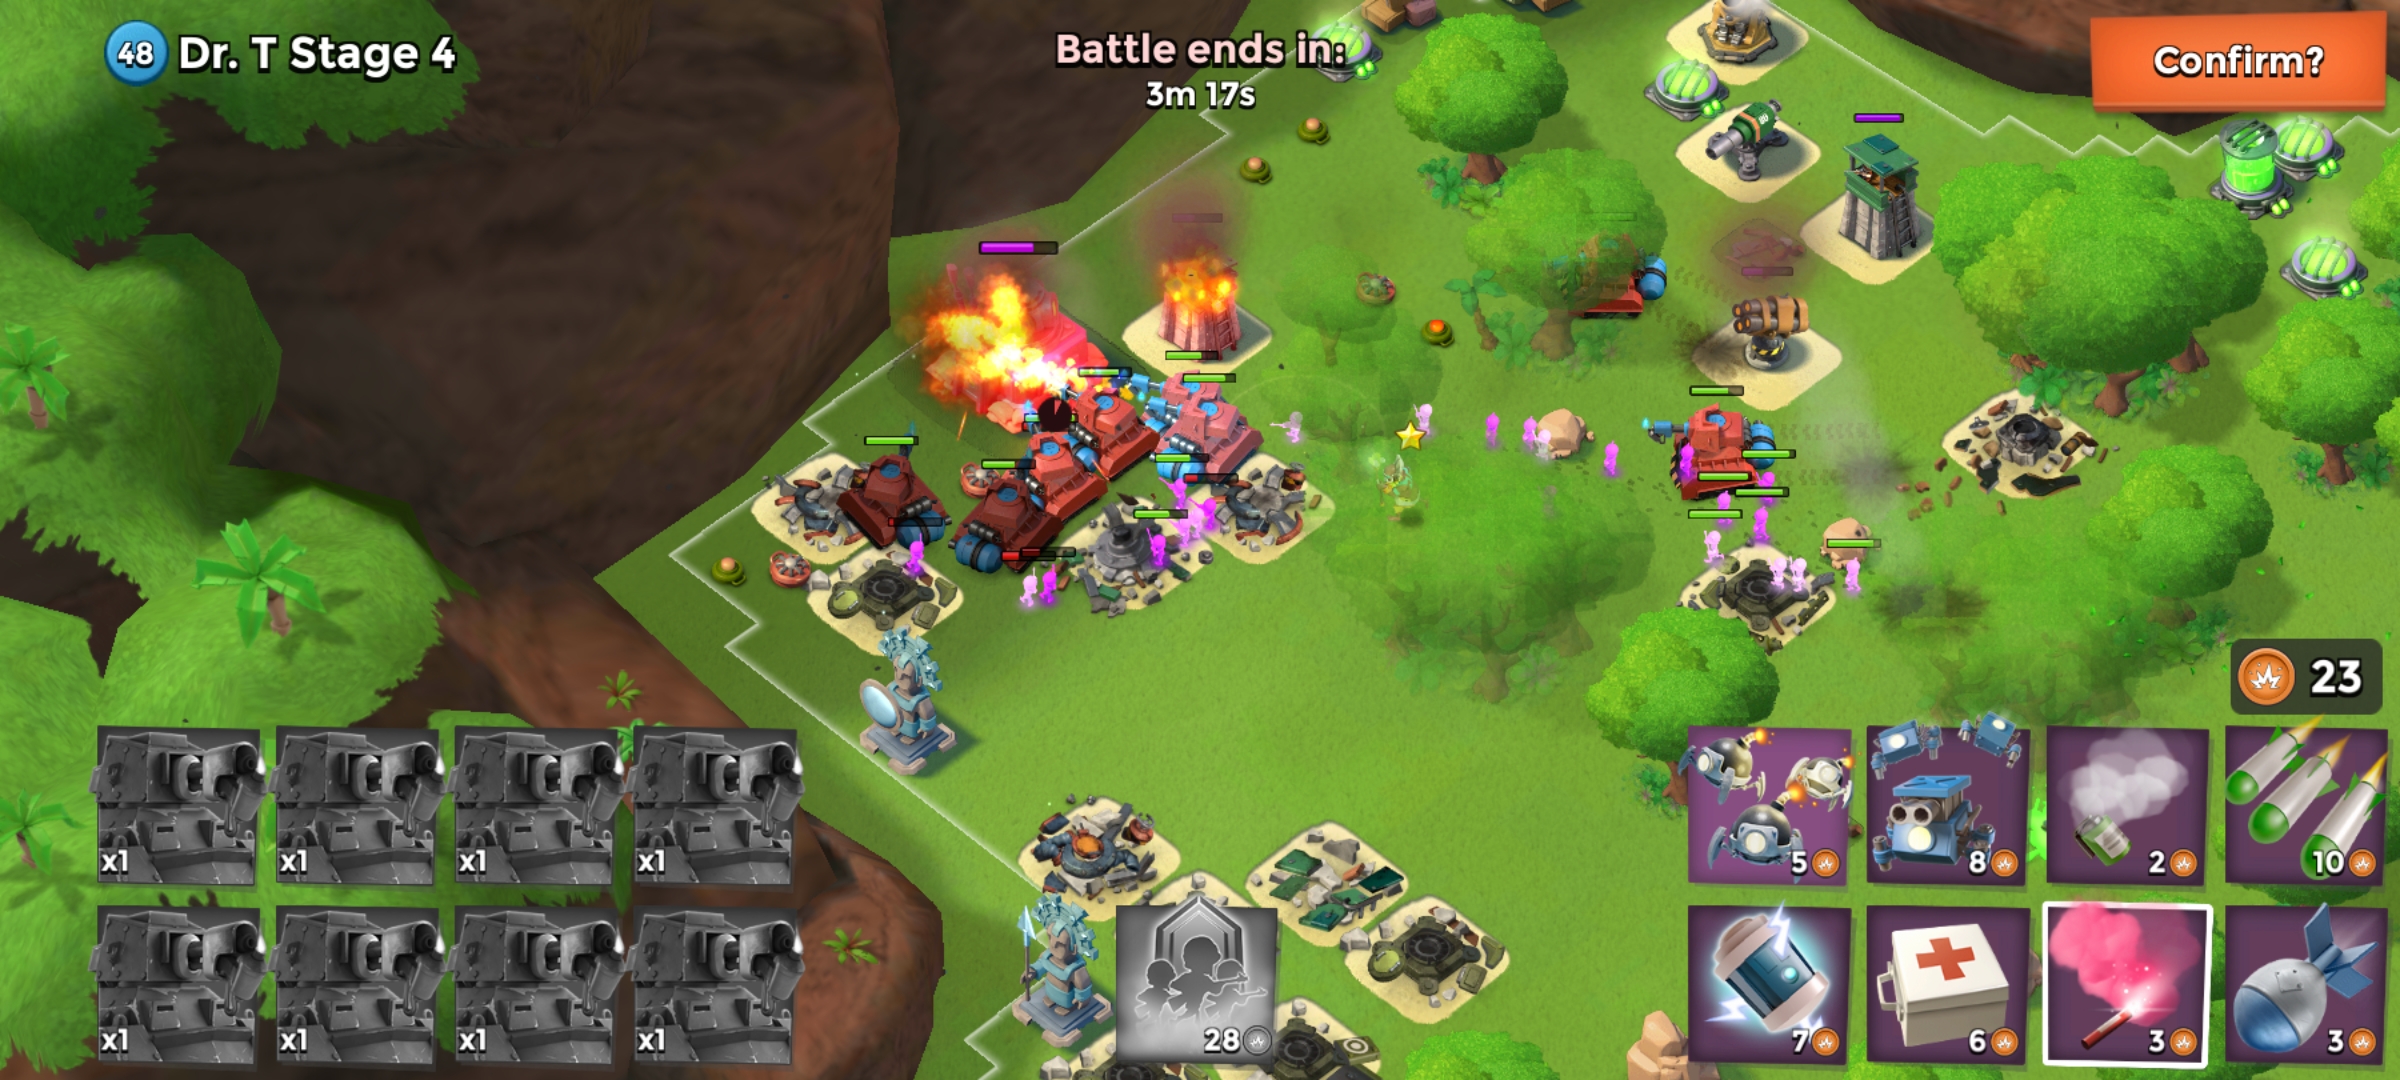 48 Dr. T Stage 4
Battle ends in:
3m 17s
Confirm?
23
x1 x1 x1 x1
5 8 2 10
x1 x1 x1 x1
28
7 6 3 3